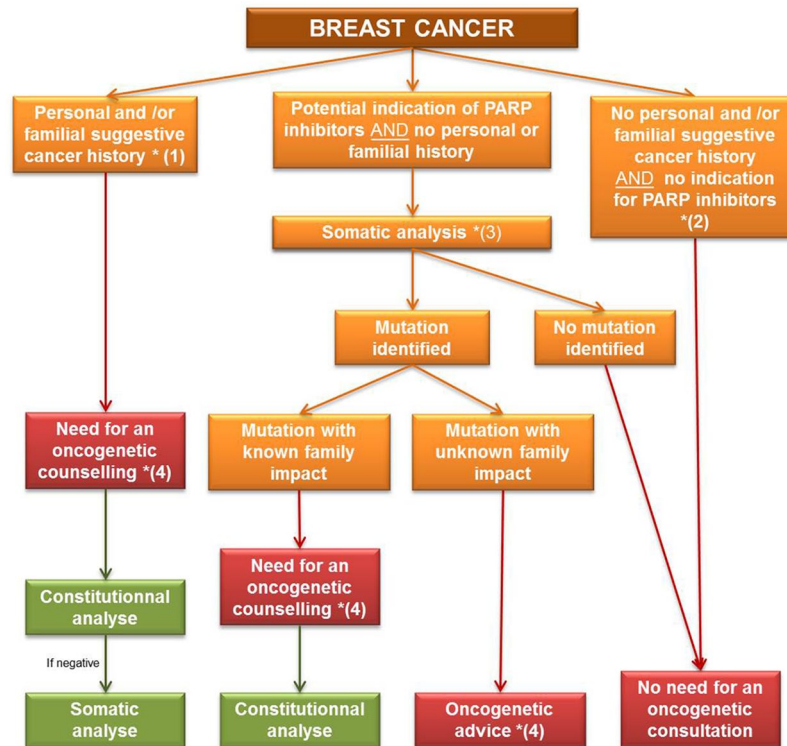 BREAST CANCER
Personal and /or
familial suggestive
cancer history * (1)
Potential indication of PARP
inhibitors AND no personal or
familial history
No personal and /or
familial suggestive
cancer history
AND no indication
for PARP inhibitors
*(2)
Somatic analysis *(3)
Mutation
identified
No mutation
identified
Need for an
oncogenetic
counselling *(4)
Mutation with
known family
impact
Mutation with
unknown family
impact
Need for an
oncogenetic
counselling *(4)
Constitutionnal
analyse
If negative
Somatic
analyse
Constitutionnal
analyse
Oncogenetic
advice *(4)
No need for an
oncogenetic
consultation